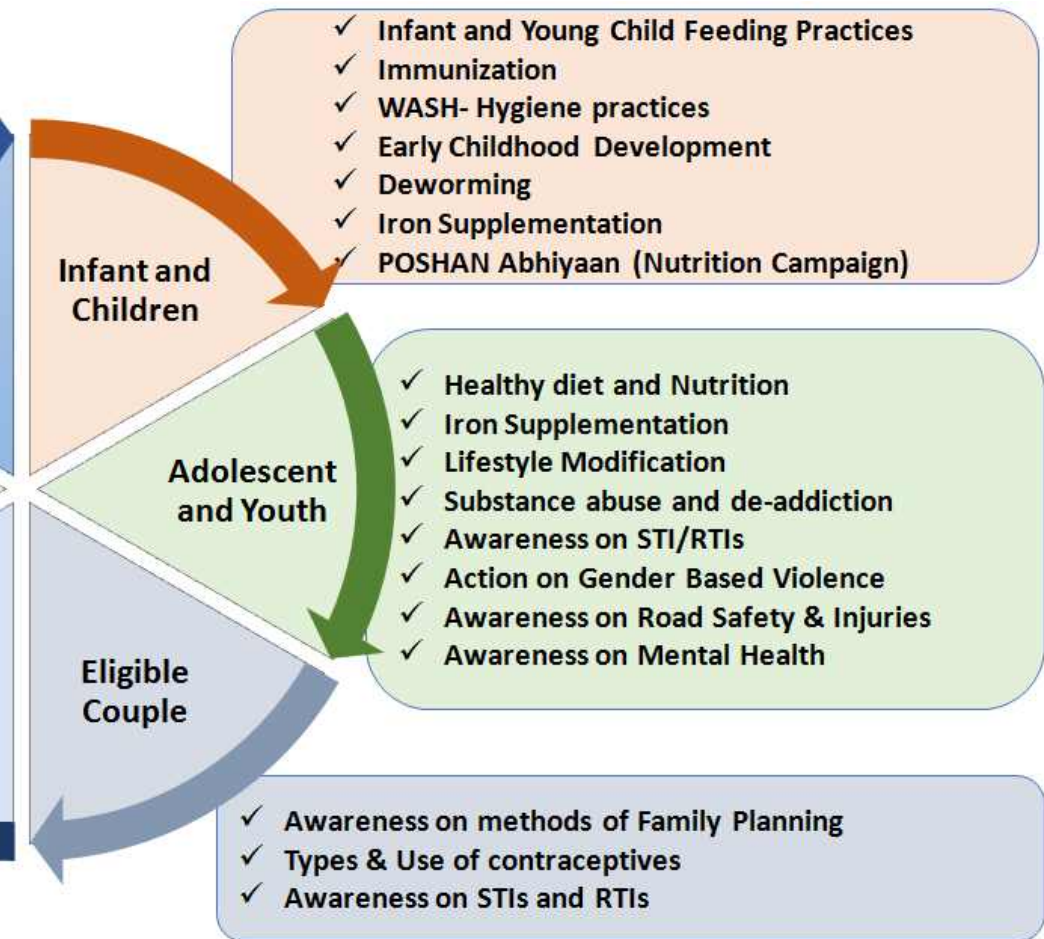 ✓ Infant and Young Child Feeding Practices
✓ Immunization
✓ WASH- Hygiene practices
✓ Early Childhood Development
✓ Deworming
✓ Iron Supplementation
✓ POSHAN Abhiyaan (Nutrition Campaign)
Infant and
Children
✓ Healthy diet and Nutrition
✓ Iron Supplementation
✓ Lifestyle Modification
✓ Substance abuse and de-addiction
✓ Awareness on STI/RTIs
✓ Action on Gender Based Violence
✓ Awareness on Road Safety & Injuries
✓ Awareness on Mental Health
Adolescent
and Youth
Eligible
Couple
✓ Awareness on methods of Family Planning
✓ Types & Use of contraceptives
✓ Awareness on STIs and RTIs